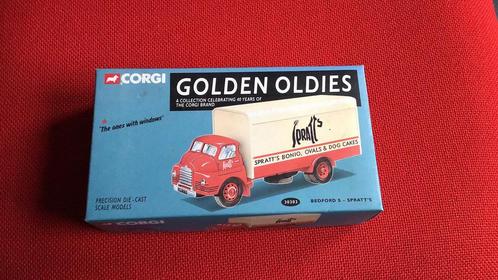 CORGI
GOLDEN OLDIES
A COLLECTION CELEBRATING 40 YEARS OF
THE CORGI BRAND
'The ones with windows'
Spratt's
SPRATT'S BONIO, OVALS & DOG CAKES
PRECISION DIE-CAST
SCALE MODELS
CORGI
30303
BEDFORD S - SPRATT'S